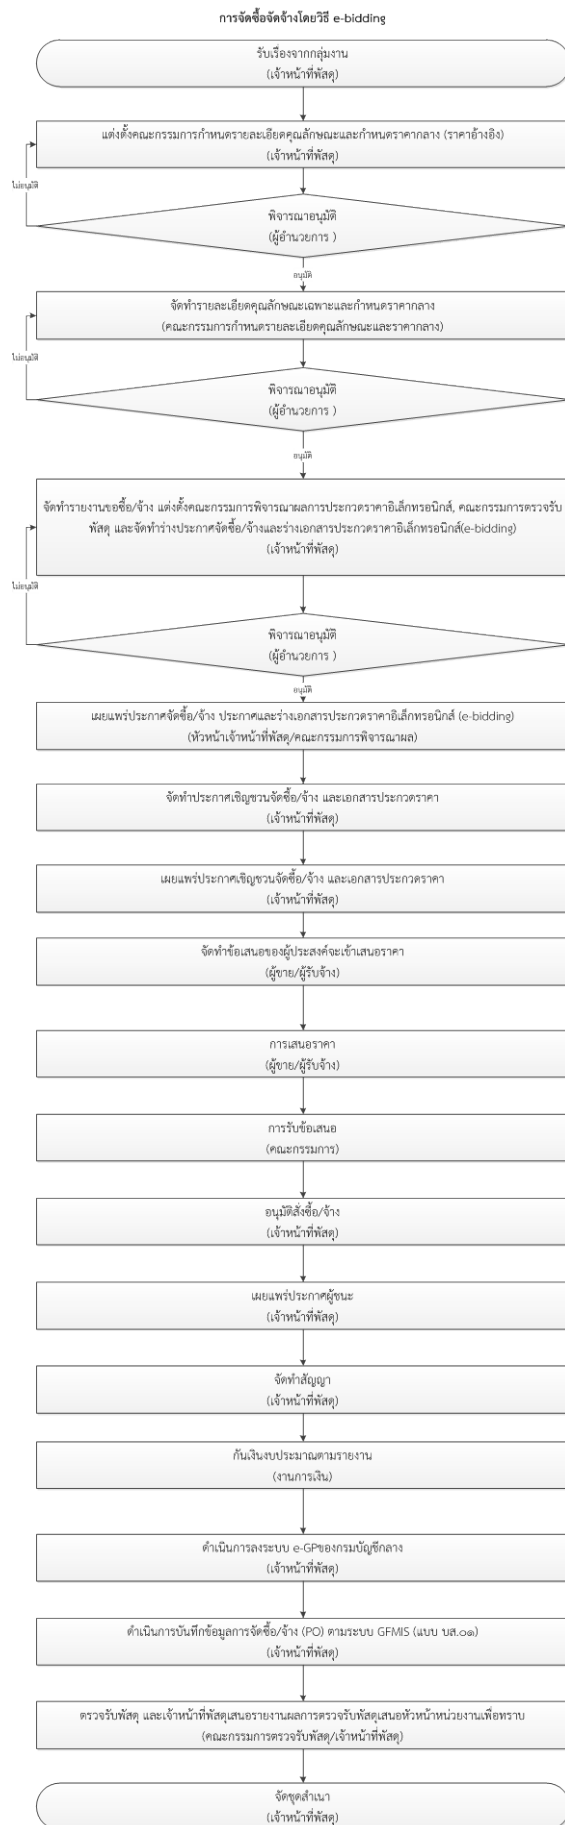 การจัดซื้อจัดจ้างโดยวิธี e-bidding
รับเรื่องจากกลุ่มงาน
(เจ้าหน้าที่พัสดุ)
แต่งตั้งคณะกรรมการกำหนดรายละเอียดคุณลักษณะและกำหนดราคากลาง (ราคาอ้างอิง)
(เจ้าหน้าที่พัสดุ)
ไม่อนุมัติ
พิจารณาอนุมัติ
(ผู้อำนวยการ )
อนุมัติ
จัดทำรายละเอียดคุณลักษณะเฉพาะและกำหนดราคากลาง
(คณะกรรมการกำหนดรายละเอียดคุณลักษณะและราคากลาง)
ไม่อนุมัติ
พิจารณาอนุมัติ
(ผู้อำนวยการ )
อนุมัติ
จัดทำรายงานขอซื้อ/จ้าง แต่งตั้งคณะกรรมการพิจารณาผลการประกวดราคาอิเล็กทรอนิกส์, คณะกรรมการตรวจรับ
พัสดุ และจัดทำร่างประกาศจัดซื้อ/จ้างและร่างเอกสารประกวดราคาอิเล็กทรอนิกส์(e-bidding)
(เจ้าหน้าที่พัสดุ)
ไม่อนุมัติ
พิจารณาอนุมัติ
(ผู้อำนวยการ )
อนุมัติ
เผยแพร่ประกาศจัดซื้อ/จ้าง ประกาศและร่างเอกสารประกวดราคาอิเล็กทรอนิกส์ (e-bidding)
(หัวหน้าเจ้าหน้าที่พัสดุ/คณะกรรมการพิจารณาผล)
จัดทำประกาศเชิญชวนจัดซื้อ/จ้าง และเอกสารประกวดราคา
(เจ้าหน้าที่พัสดุ)
เผยแพร่ประกาศเชิญชวนจัดซื้อ/จ้าง และเอกสารประกวดราคา
(เจ้าหน้าที่พัสดุ)
จัดทำข้อเสนอของผู้ประสงค์จะเข้าเสนอราคา
(ผู้ขาย/ผู้รับจ้าง)
การเสนอราคา
(ผู้ขาย/ผู้รับจ้าง)
การรับข้อเสนอ
(คณะกรรมการ)
อนุมัติสั่งซื้อ/จ้าง
(เจ้าหน้าที่พัสดุ)
เผยแพร่ประกาศผู้ชนะ
(เจ้าหน้าที่พัสดุ)
จัดทำสัญญา
(เจ้าหน้าที่พัสดุ)
กันเงินงบประมาณตามรายงาน
(งานการเงิน)
ดำเนินการลงระบบ e-GPของกรมบัญชีกลาง
(เจ้าหน้าที่พัสดุ)
ดำเนินการบันทึกข้อมูลการจัดซื้อ/จ้าง (PO) ตามระบบ GFMIS (แบบ บส.๐๑)
(เจ้าหน้าที่พัสดุ)
ตรวจรับพัสดุ และเจ้าหน้าที่พัสดุเสนอรายงานผลการตรวจรับพัสดุเสนอหัวหน้าหน่วยงานเพื่อทราบ
(คณะกรรมการตรวจรับพัสดุ/เจ้าหน้าที่พัสดุ)
จัดชุดสำเนา
(เจ้าหน้าที่พัสดุ)